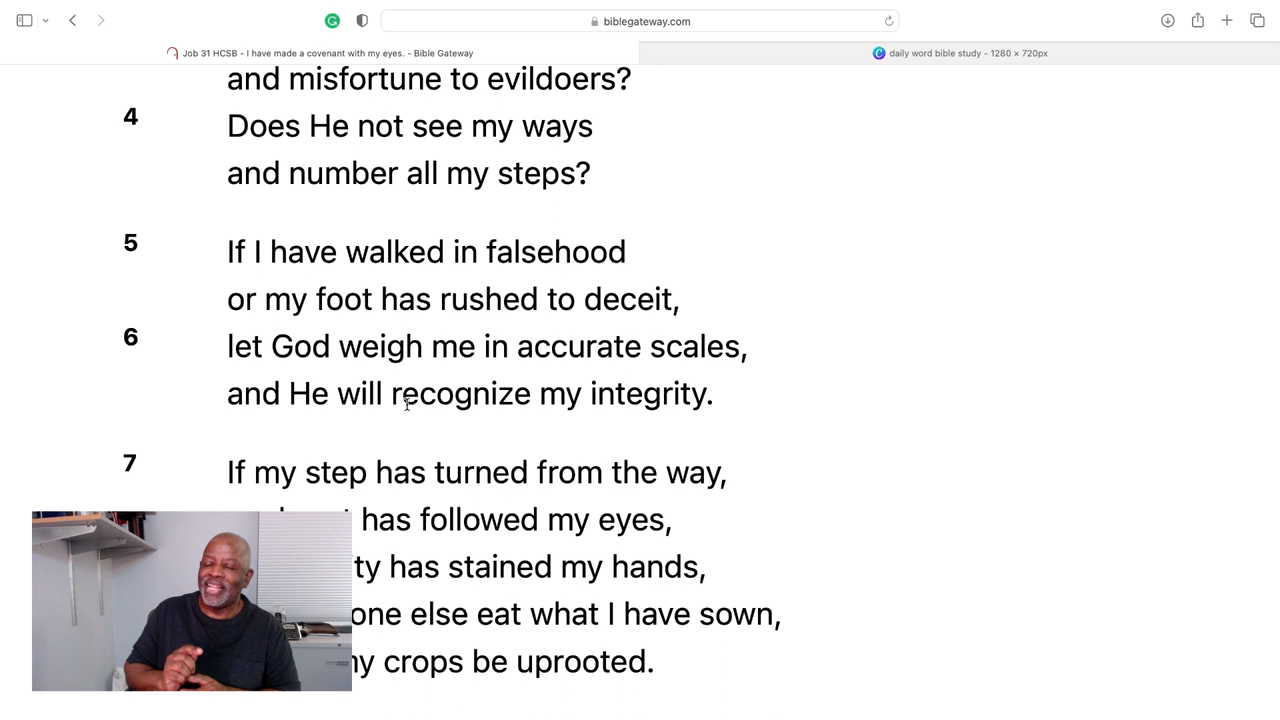 biblegateway.com
Job 31 HCSB - I have made a covenant with my eyes. - Bible Gateway
daily word bible study - 1280 × 720px
and misfortune to evildoers?
4 Does He not see my ways
and number all my steps?
5 If I have walked in falsehood
or my foot has rushed to deceit,
6 let God weigh me in accurate scales,
and He will recognize my integrity.
7 If my step has turned from the way,
has followed my eyes,
has stained my hands,
one else eat what I have sown,
crops be uprooted.